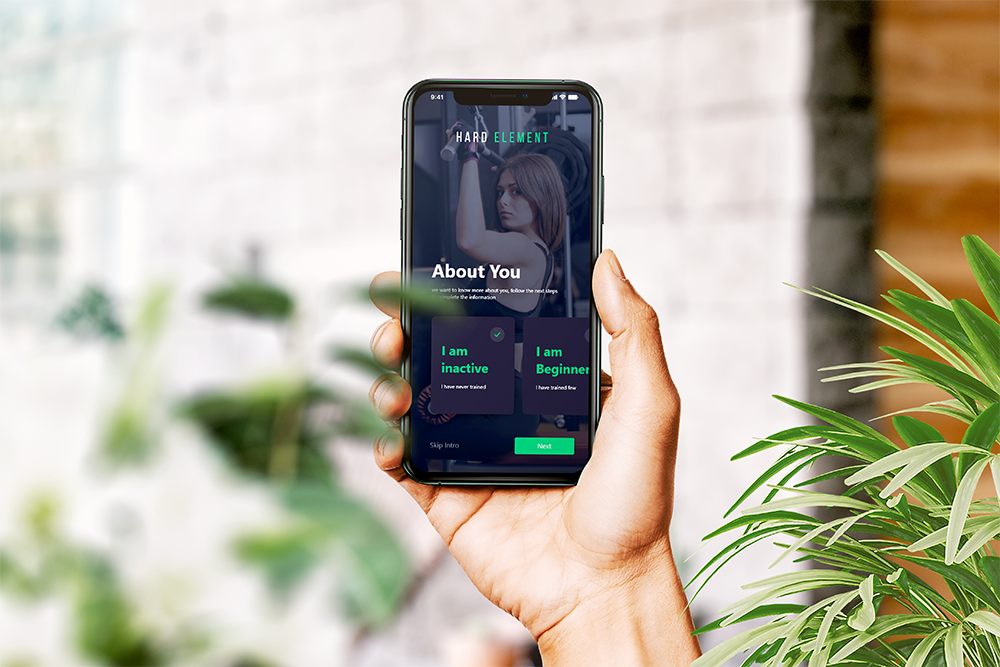 9:41
HARD ELEMENT
About You
we want to know more about you, follow the next steps
complete the information
I am
inactive
I have never trained
I am
Beginner
I have trained few
Skip Intro
Next